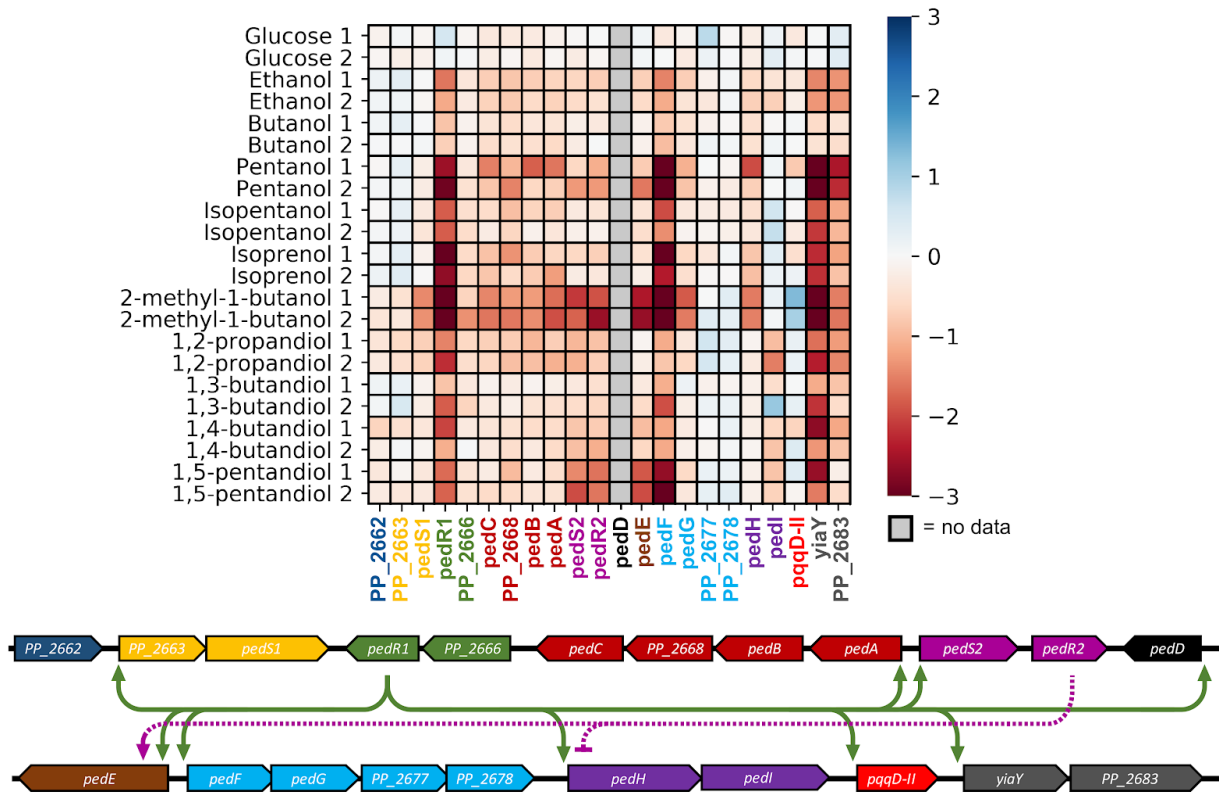 Glucose 1
Glucose 2
Ethanol 1
Ethanol 2
Butanol 1
Butanol 2
Pentanol 1
Pentanol 2
Isopentanol 1
Isopentanol 2
Isoprenol 1
Isoprenol 2
2-methyl-1-butanol 1
2-methyl-1-butanol 2
1,2-propandiol 1
1,2-propandiol 2
1,3-butandiol 1
1,3-butandiol 2
1,4-butandiol 1
1,4-butandiol 2
1,5-pentandiol 1
1,5-pentandiol 2
3
2
1
0
−1
−2
−3
= no data
PP_2662
PP_2663
pedS1
pedR1
PP_2666
pedC
PP_2668
pedB
pedA
pedS2
pedR2
pedD
pedE
pedF
pedG
PP_2677
PP_2678
pedH
pedI
pqqD-II
yiaY
PP_2683
PP_2662 PP_2663 pedS1 pedR1 PP_2666 pedC PP_2668 pedB pedA pedS2 pedR2 pedD
pedE pedF pedG PP_2677 PP_2678 pedH pedI pqqD-II yiaY PP_2683